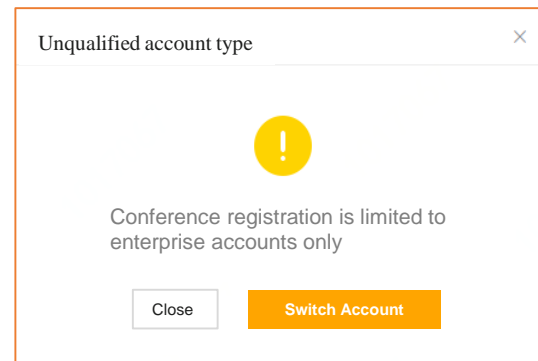 Unqualified account type
Conference registration is limited to
enterprise accounts only
Close
Switch Account